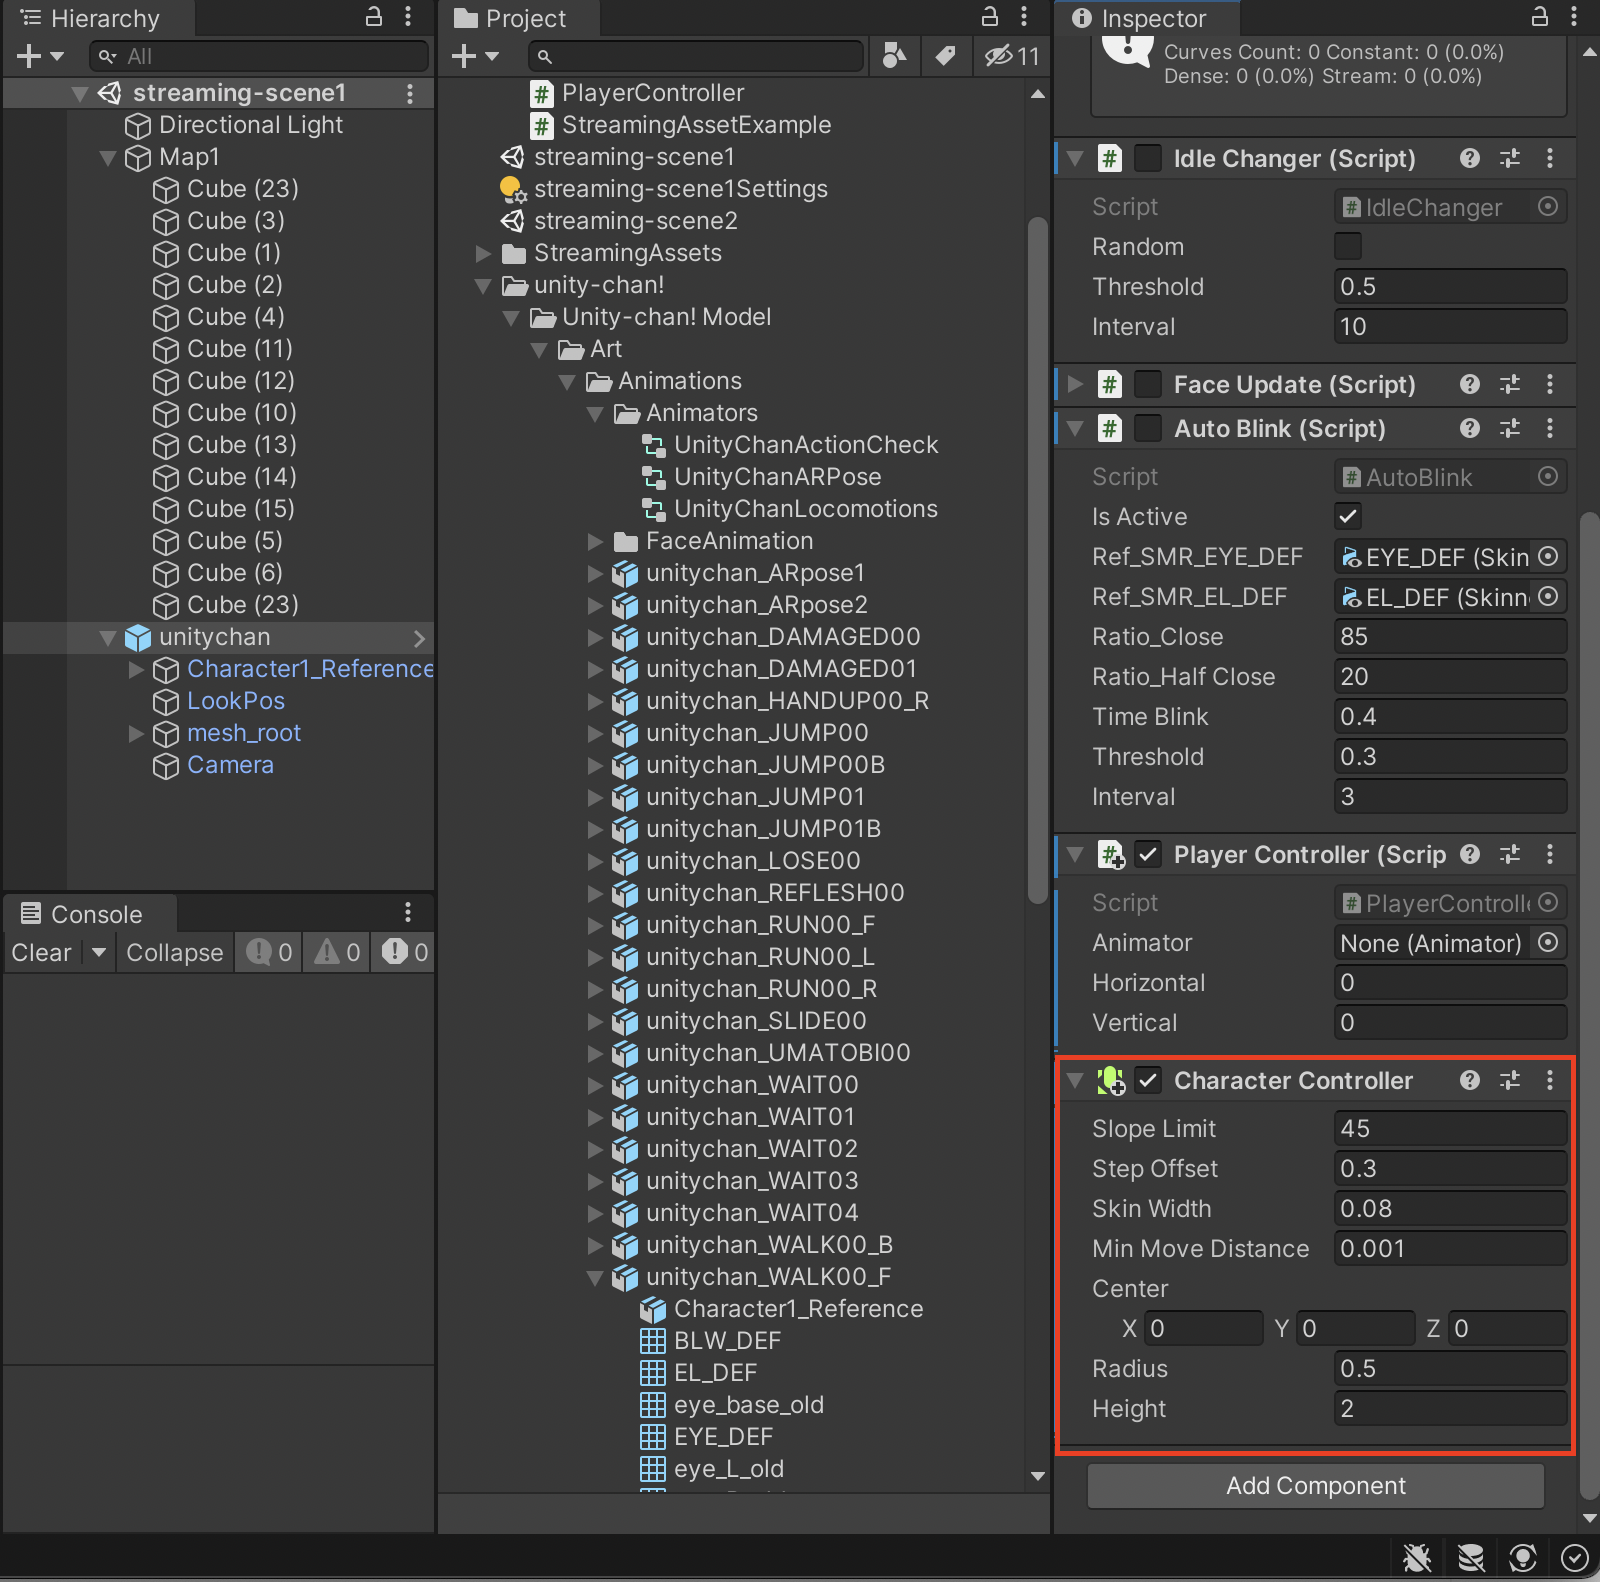 Hierarchy
All
streaming-scene1
Directional Light
Map1
Cube (23)
Cube (3)
Cube (1)
Cube (2)
Cube (4)
Cube (11)
Cube (12)
Cube (10)
Cube (13)
Cube (14)
Cube (15)
Cube (5)
Cube (6)
Cube (23)
unitychan
Character1_Reference
LookPos
mesh_root
Camera
Console
Clear Collapse 0 0 0
Project
11
PlayerController
StreamingAssetExample
streaming-scene1
streaming-scene1Settings
streaming-scene2
StreamingAssets
unity-chan!
Unity-chan! Model
Art
Animations
Animators
UnityChanActionCheck
UnityChanARPose
UnityChanLocomotions
FaceAnimation
unitychan_ARpose1
unitychan_ARpose2
unitychan_DAMAGED00
unitychan_DAMAGED01
unitychan_HANDUP00_R
unitychan_JUMP00
unitychan_JUMP00B
unitychan_JUMP01
unitychan_JUMP01B
unitychan_LOSE00
unitychan_REFLESH00
unitychan_RUN00_F
unitychan_RUN00_L
unitychan_RUN00_R
unitychan_SLIDE00
unitychan_UMATOBI00
unitychan_WAIT00
unitychan_WAIT01
unitychan_WAIT02
unitychan_WAIT03
unitychan_WAIT04
unitychan_WALK00_B
unitychan_WALK00_F
Character1_Reference
BLW_DEF
EL_DEF
eye_base_old
EYE_DEF
eye_L_old
Inspector
Curves Count: 0 Constant: 0 (0.0%)
Dense: 0 (0.0%) Stream: 0 (0.0%)
# Idle Changer (Script)
Script # IdleChanger
Random
Threshold 0.5
Interval 10
# Face Update (Script)
# Auto Blink (Script)
Script # AutoBlink
Is Active
Ref_SMR_EYE_DEF EYE_DEF (Skin
Ref_SMR_EL_DEF EL_DEF (Skinn
Ratio_Close 85
Ratio_Half Close 20
Time Blink 0.4
Threshold 0.3
Interval 3
# Player Controller (Scrip
Script # PlayerControlle
Animator None (Animator)
Horizontal 0
Vertical 0
Character Controller
Slope Limit 45
Step Offset 0.3
Skin Width 0.08
Min Move Distance 0.001
Center
X 0 Y 0 Z 0
Radius 0.5
Height 2
Add Component